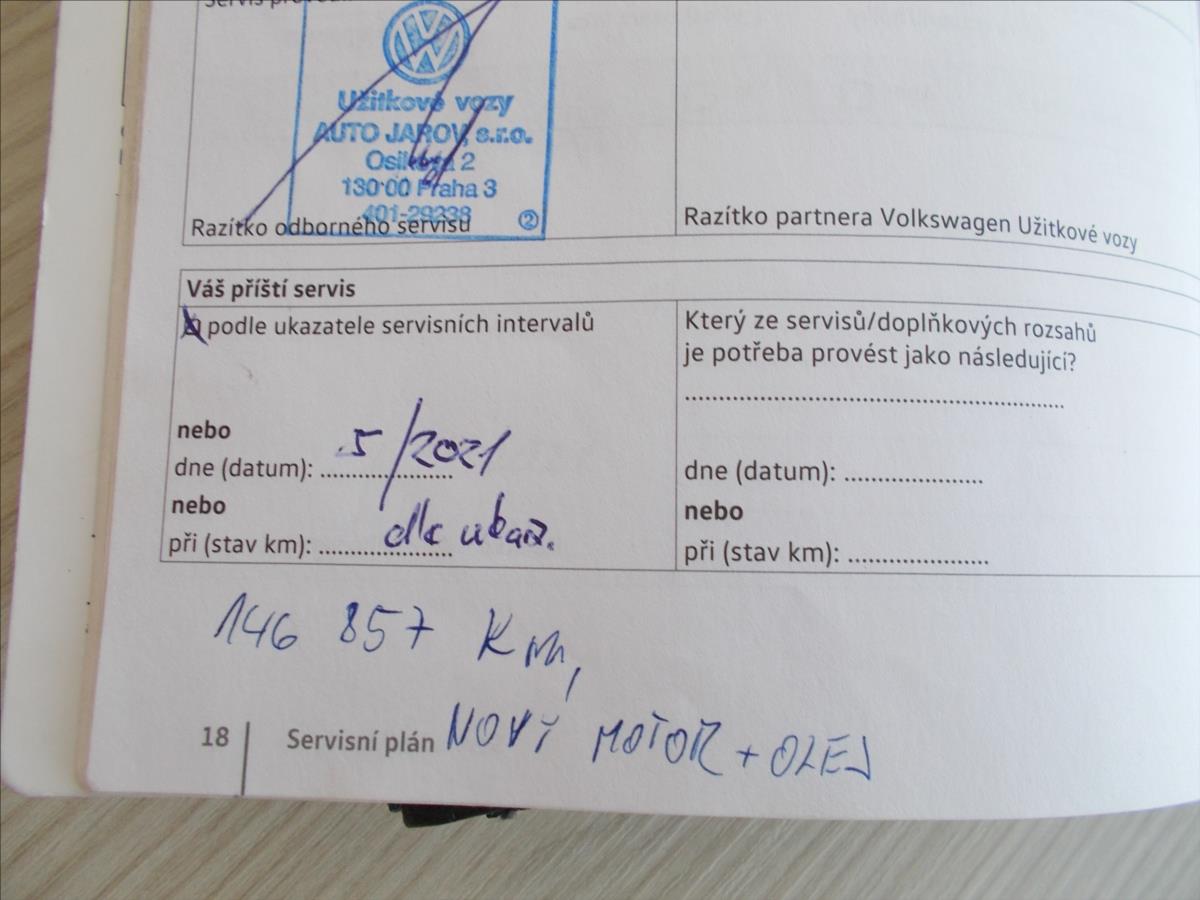 Užitkové vozy
AUTO JAROV, s.r.o.
Osiková 2
130 00 Praha 3
401-29238
②
Razítko odborného servisu
Razítko partnera Volkswagen Užitkové vozy
Váš příští servis
podle ukazatele servisních intervalů
nebo
dne (datum): 5/2021
nebo
při (stav km): dle ukaz.
Který ze servisů/doplňkových rozsahů
je potřeba provést jako následující?
dne (datum): ....................
nebo
při (stav km): ....................
146 857 Km,
NOVÝ MOTOR + OLEJ
18
Servisní plán